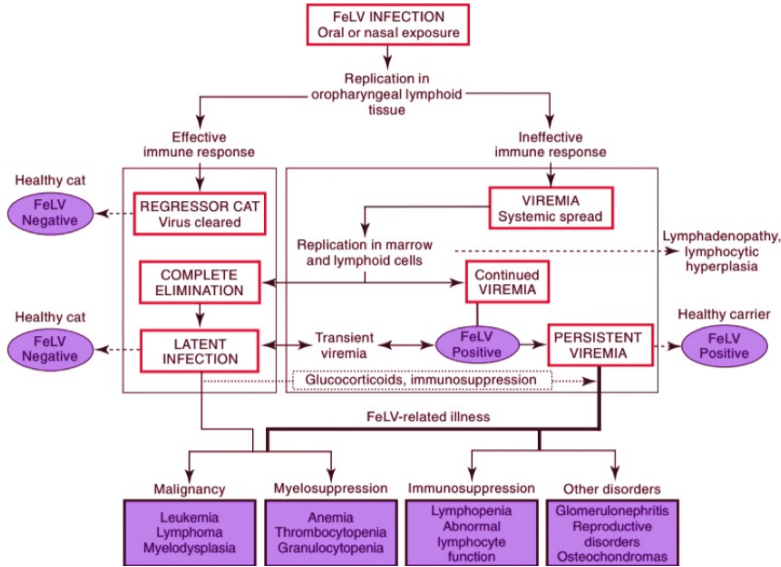 FeLV INFECTION
Oral or nasal exposure
Replication in
oropharyngeal lymphoid
tissue
Effective
immune response
Ineffective
immune response
Healthy cat
FeLV
Negative
REGRESSOR CAT
Virus cleared
VIREMIA
Systemic spread
Replication in marrow
and lymphoid cells
Lymphadenopathy,
lymphocytic
hyperplasia
COMPLETE
ELIMINATION
Continued
VIREMIA
Healthy cat
FeLV
Negative
LATENT
INFECTION
Transient
viremia
FeLV
Positive
PERSISTENT
VIREMIA
Healthy carrier
FeLV
Positive
Glucocorticoids, immunosuppression
FeLV-related illness
Malignancy
Leukemia
Lymphoma
Myelodysplasia
Myelosuppression
Anemia
Thrombocytopenia
Granulocytopenia
Immunosuppression
Lymphopenia
Abnormal
lymphocyte
function
Other disorders
Glomerulonephritis
Reproductive
disorders
Osteochondromas